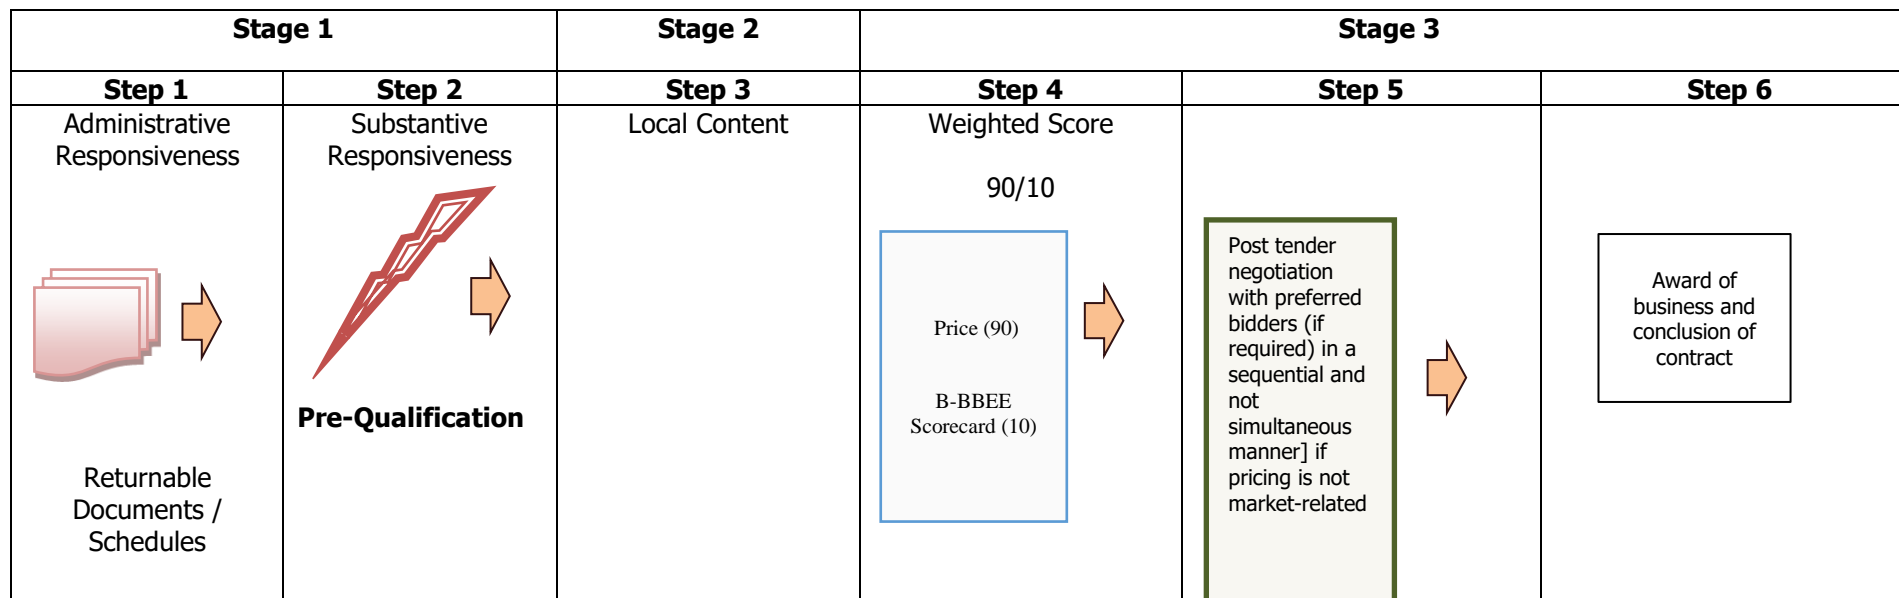 Stage 1
Stage 2
Stage 3
Step 1
Step 2
Step 3
Step 4
Step 5
Step 6
Administrative
Responsiveness
Returnable
Documents /
Schedules
Substantive
Responsiveness
Pre-Qualification
Local Content
Weighted Score
90/10
Price (90)
B-BBEE
Scorecard (10)
Post tender
negotiation
with preferred
bidders (if
required) in a
sequential and
not
simultaneous
manner] if
pricing is not
market-related
Award of
business and
conclusion of
contract